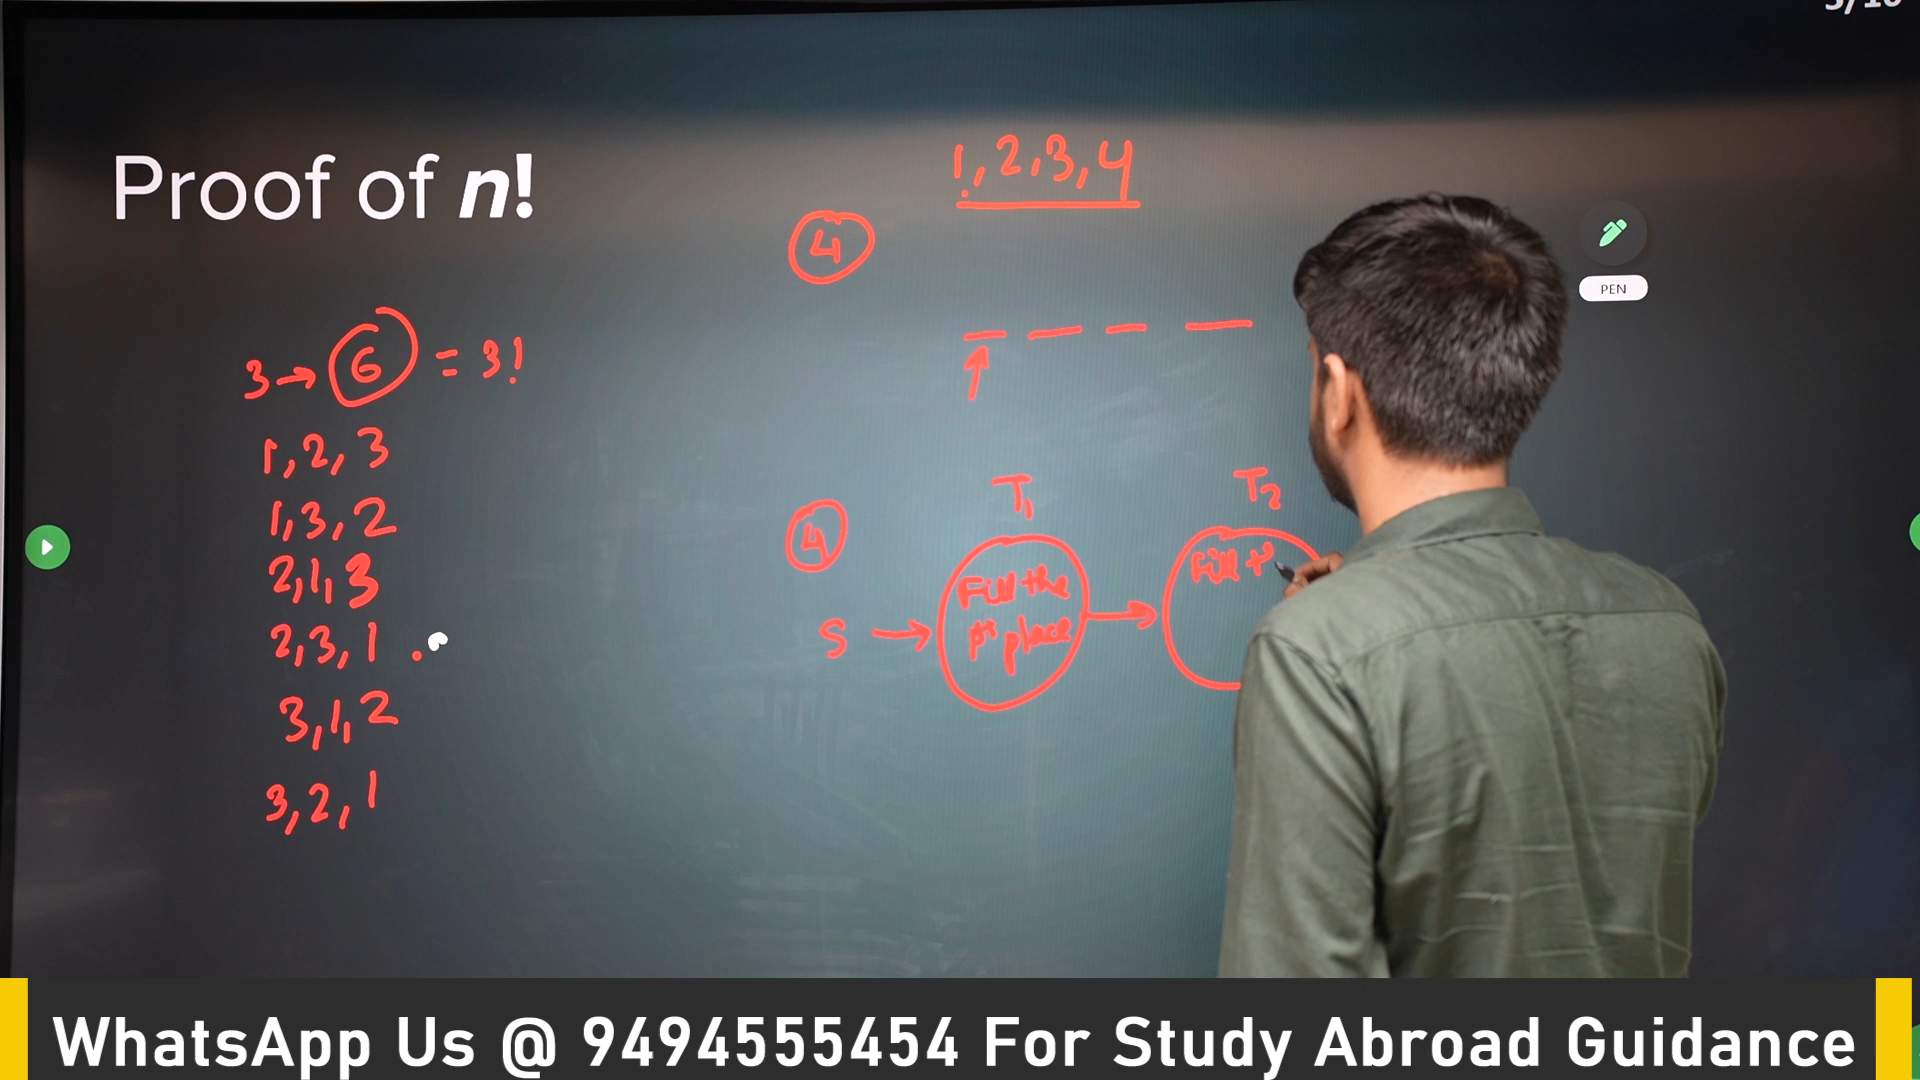 Proof of n!
3 → 6 = 3!
1, 2, 3
1, 3, 2
2, 1, 3
2, 3, 1 .
3, 1, 2
3, 2, 1
1, 2, 3, 4
4
PEN
T1
T2
4
S → Fill the
1st place
Fill
WhatsApp Us @ 9494555454 For Study Abroad Guidance